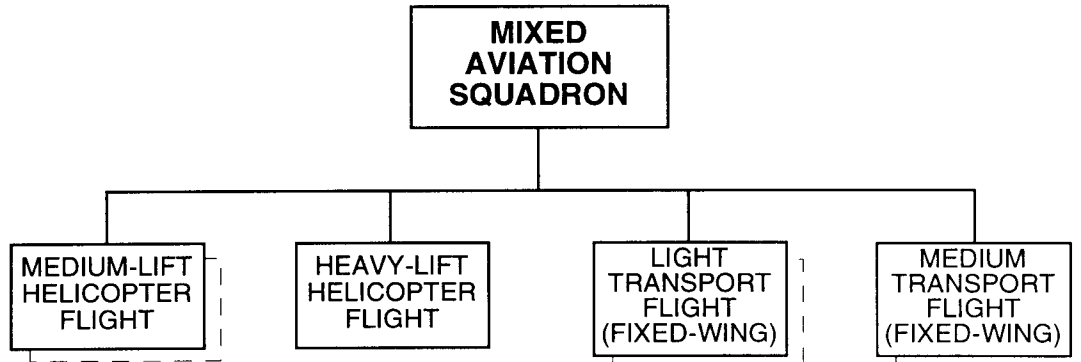 MIXED
AVIATION
SQUADRON
MEDIUM-LIFT
HELICOPTER
FLIGHT
HEAVY-LIFT
HELICOPTER
FLIGHT
LIGHT
TRANSPORT
FLIGHT
(FIXED-WING)
MEDIUM
TRANSPORT
FLIGHT
(FIXED-WING)